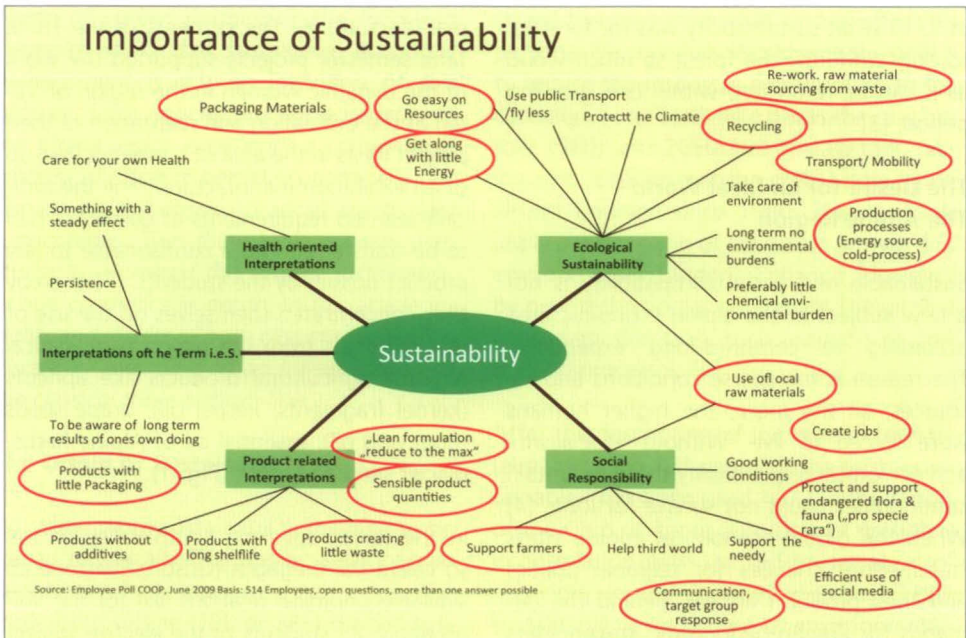 Importance of Sustainability
Packaging Materials
Go easy on
Resources
Get along
with little
Energy
Use public Transport
/fly less
Protectt he Climate
Re-work. raw material
sourcing from waste
Recycling
Transport/ Mobility
Care for your own Health
Take care of
environment
Production
processes
(Energy source,
cold-process)
Something with a
steady effect
Health oriented
Interpretations
Ecological
Sustainability
Long term no
environmental
burdens
Persistence
Preferably little
chemical envi-
ronmental burden
Interpretations oft he Term i.e.S.
Sustainability
Use ofl ocal
raw materials
To be aware of long term
results of ones own doing
Create jobs
Products with
little Packaging
Product related
Interpretations
„Lean formulation
„reduce to the max“
Sensible product
quantities
Social
Responsibility
Good working
Conditions
Protect and support
endangered flora &
fauna („pro specie
rara“)
Products without
additives
Products with
long shelflife
Products creating
little waste
Support farmers
Help third world
Support the
needy
Efficient use of
social media
Communication,
target group
response
Source: Employee Poll COOP, June 2009 Basis: 514 Employees, open questions, more than one answer possible